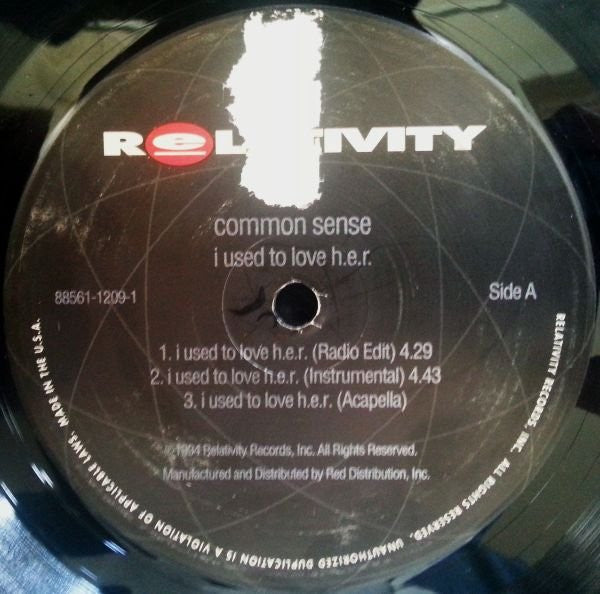 RELATIVITY
common sense
i used to love h.e.r.
88561-1209-1
Side A
1. i used to love h.e.r. (Radio Edit) 4.29
2. i used to love h.e.r. (Instrumental) 4.43
3. i used to love h.e.r. (Acapella)
©1994 Relativity Records, Inc. All Rights Reserved.
Manufactured and Distributed by Red Distribution, Inc.
RELATIVITY RECORDS, INC. ALL RIGHTS RESERVED. UNAUTHORIZED DUPLICATION IS A VIOLATION OF APPLICABLE LAWS. MADE IN THE U.S.A.